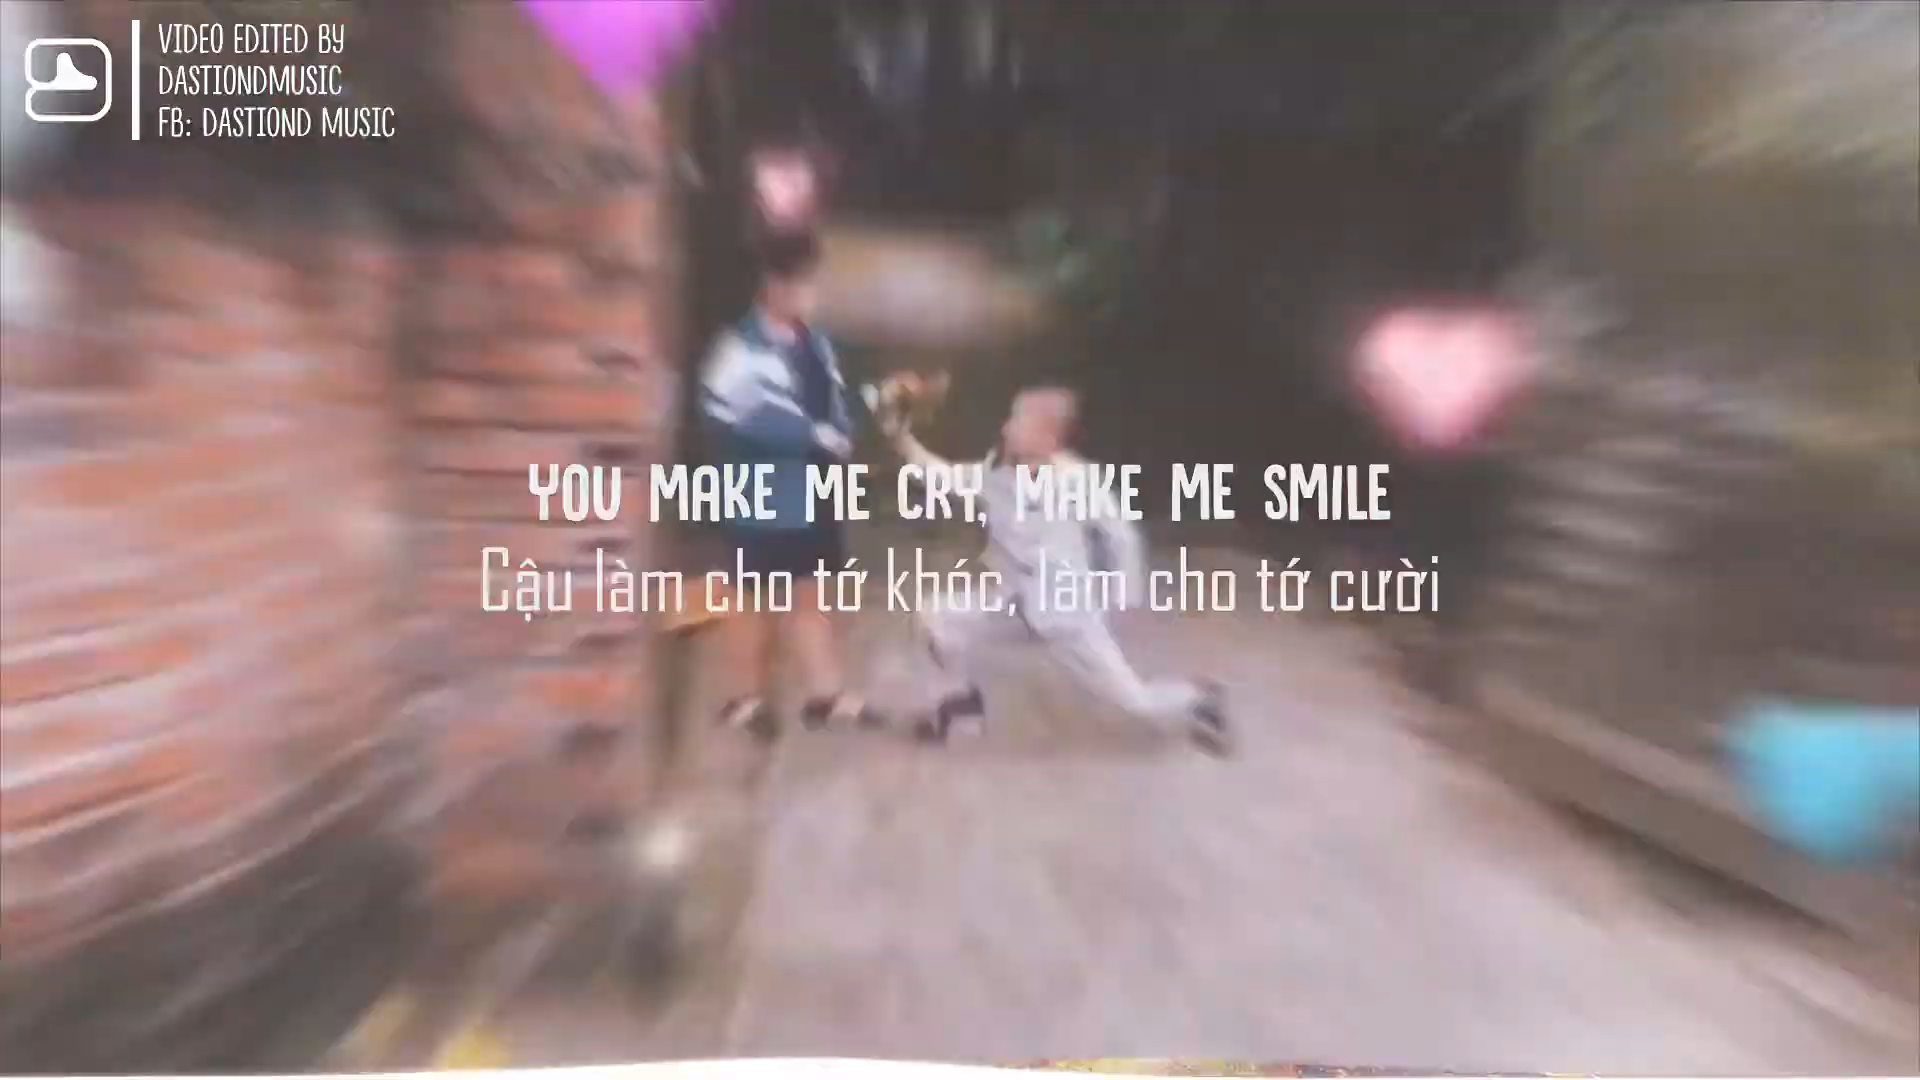 VIDEO EDITED BY
DASTIONDMUSIC
FB: DASTIOND MUSIC
YOU MAKE ME CRY, MAKE ME SMILE
Cậu làm cho tớ khóc, làm cho tớ cười